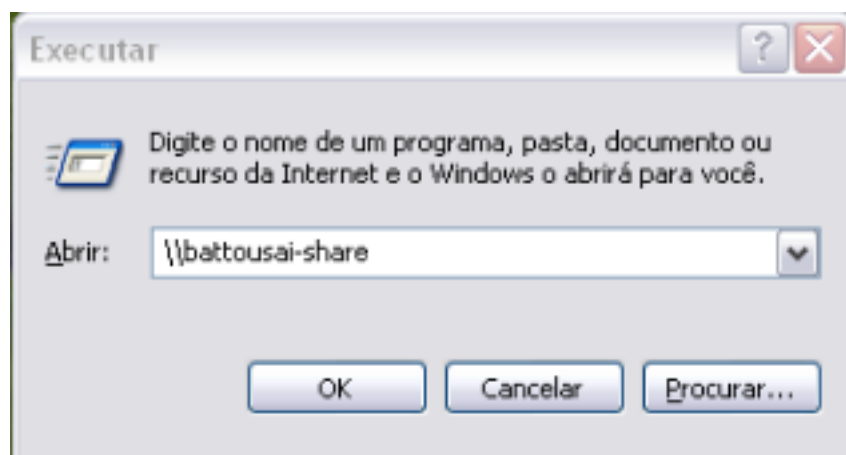 Executar
Digite o nome de um programa, pasta, documento ou
recurso da Internet e o Windows o abrirá para você.
Abrir: \\battousai-share
OK Cancelar Procurar...